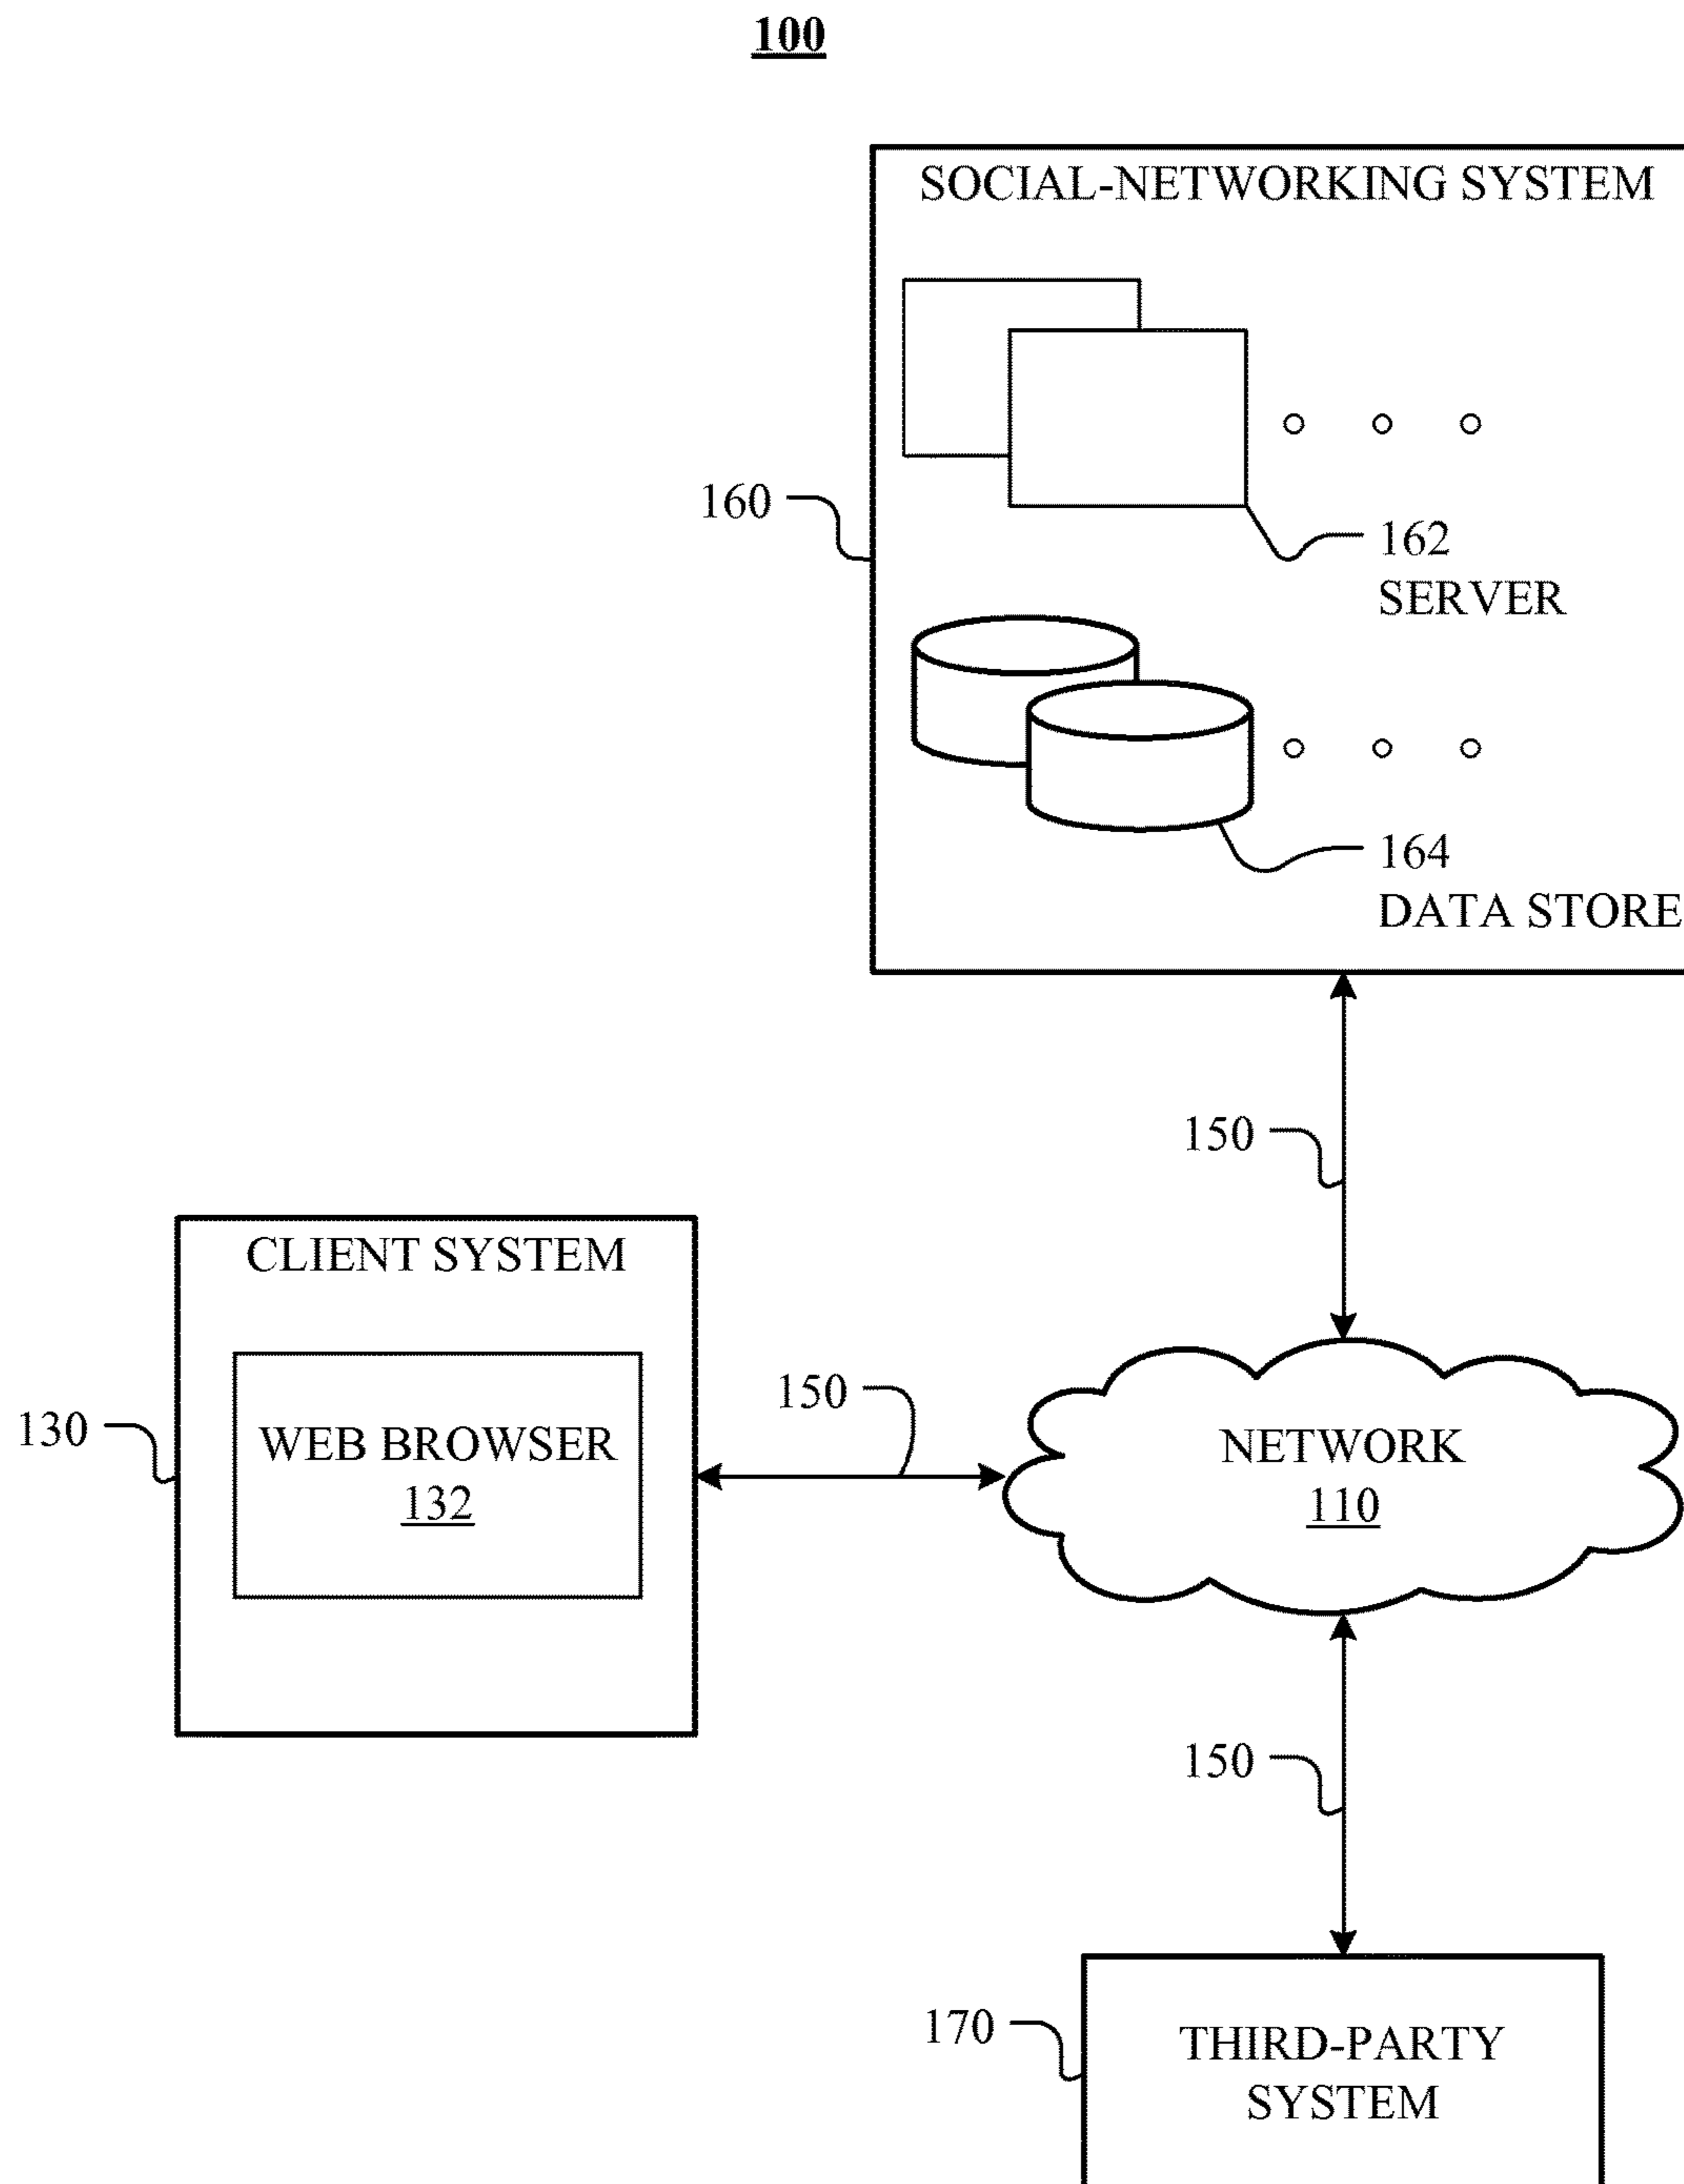 100
SOCIAL-NETWORKING SYSTEM
160
162
SERVER
164
DATA STORE
150
CLIENT SYSTEM
130
WEB BROWSER
132
150
NETWORK
110
150
170
THIRD-PARTY
SYSTEM